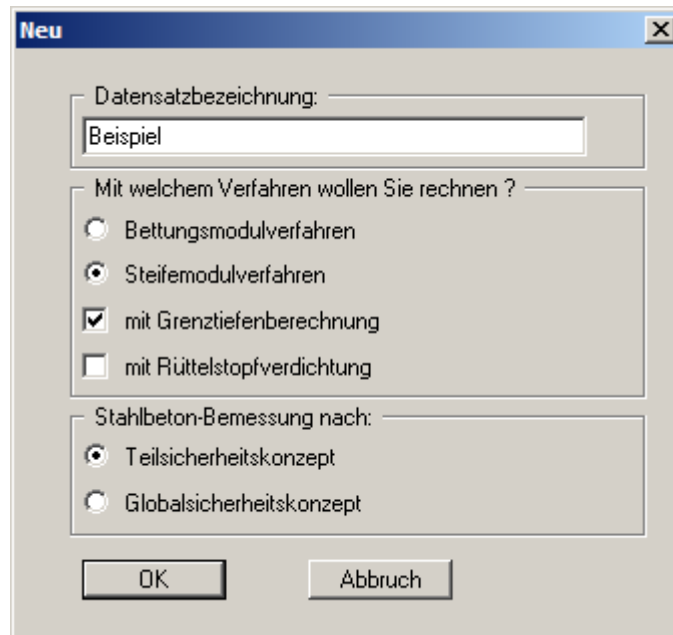 Neu
Datensatzbezeichnung:
Beispiel
Mit welchem Verfahren wollen Sie rechnen ?
Bettungsmodulverfahren
Steifemodulverfahren
mit Grenztiefenberechnung
mit Rüttelstopfverdichtung
Stahlbeton-Bemessung nach:
Teilsicherheitskonzept
Globalsicherheitskonzept
OK
Abbruch